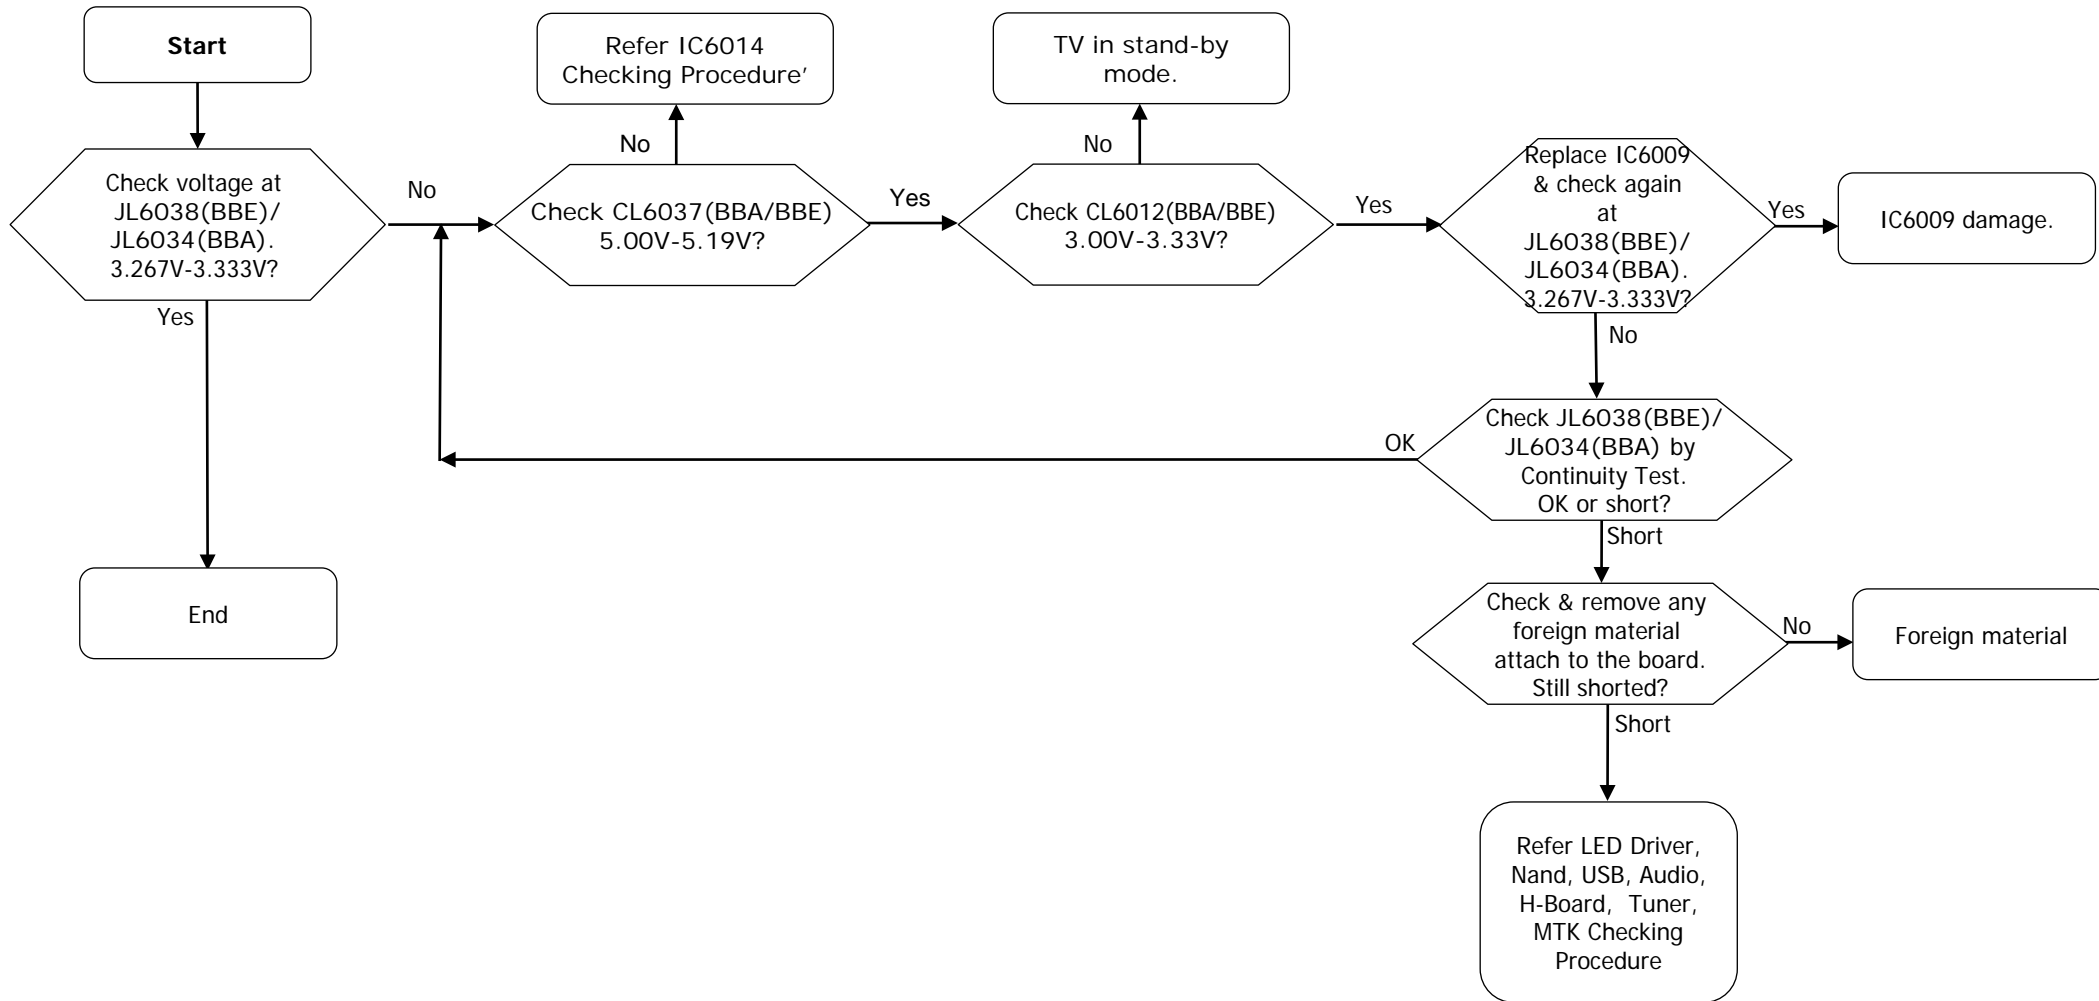 Start
Refer IC6014
Checking Procedure'
TV in stand-by
mode.
No
No
Check voltage at
JL6038(BBE)/
JL6034(BBA).
3.267V-3.333V?
No
Check CL6037(BBA/BBE)
5.00V-5.19V?
Yes
Check CL6012(BBA/BBE)
3.00V-3.33V?
Yes
Replace IC6009
& check again
at
JL6038(BBE)/
JL6034(BBA).
3.267V-3.333V?
Yes
IC6009 damage.
Yes
No
Check JL6038(BBE)/
JL6034(BBA) by
Continuity Test.
OK or short?
OK
Short
End
Check & remove any
foreign material
attach to the board.
Still shorted?
No
Foreign material
Short
Refer LED Driver,
Nand, USB, Audio,
H-Board, Tuner,
MTK Checking
Procedure